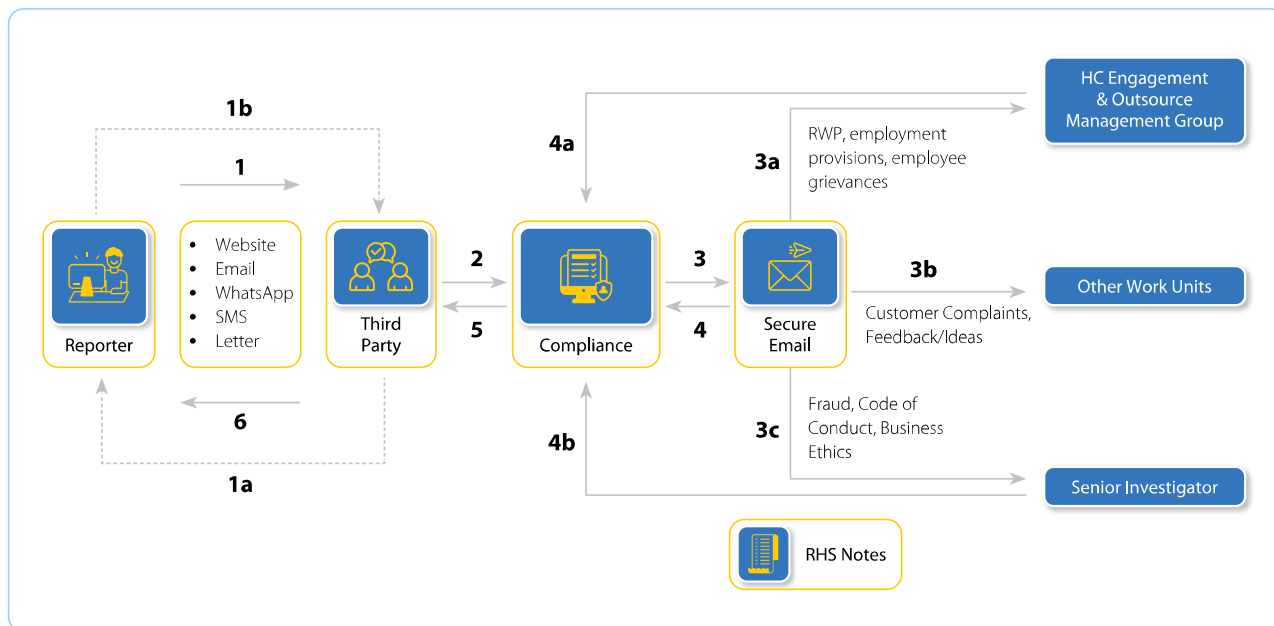 HC Engagement
& Outsource
Management Group
1b
4a
RWP, employment
provisions, employee
grievances
3a
1
• Website
• Email
• WhatsApp
• SMS
• Letter
Reporter
Third
Party
2
5
Compliance
3
4
Secure
Email
3b
Customer Complaints,
Feedback/Ideas
Other Work Units
6
1a
4b
3c
Fraud, Code of
Conduct, Business
Ethics
Senior Investigator
RHS Notes